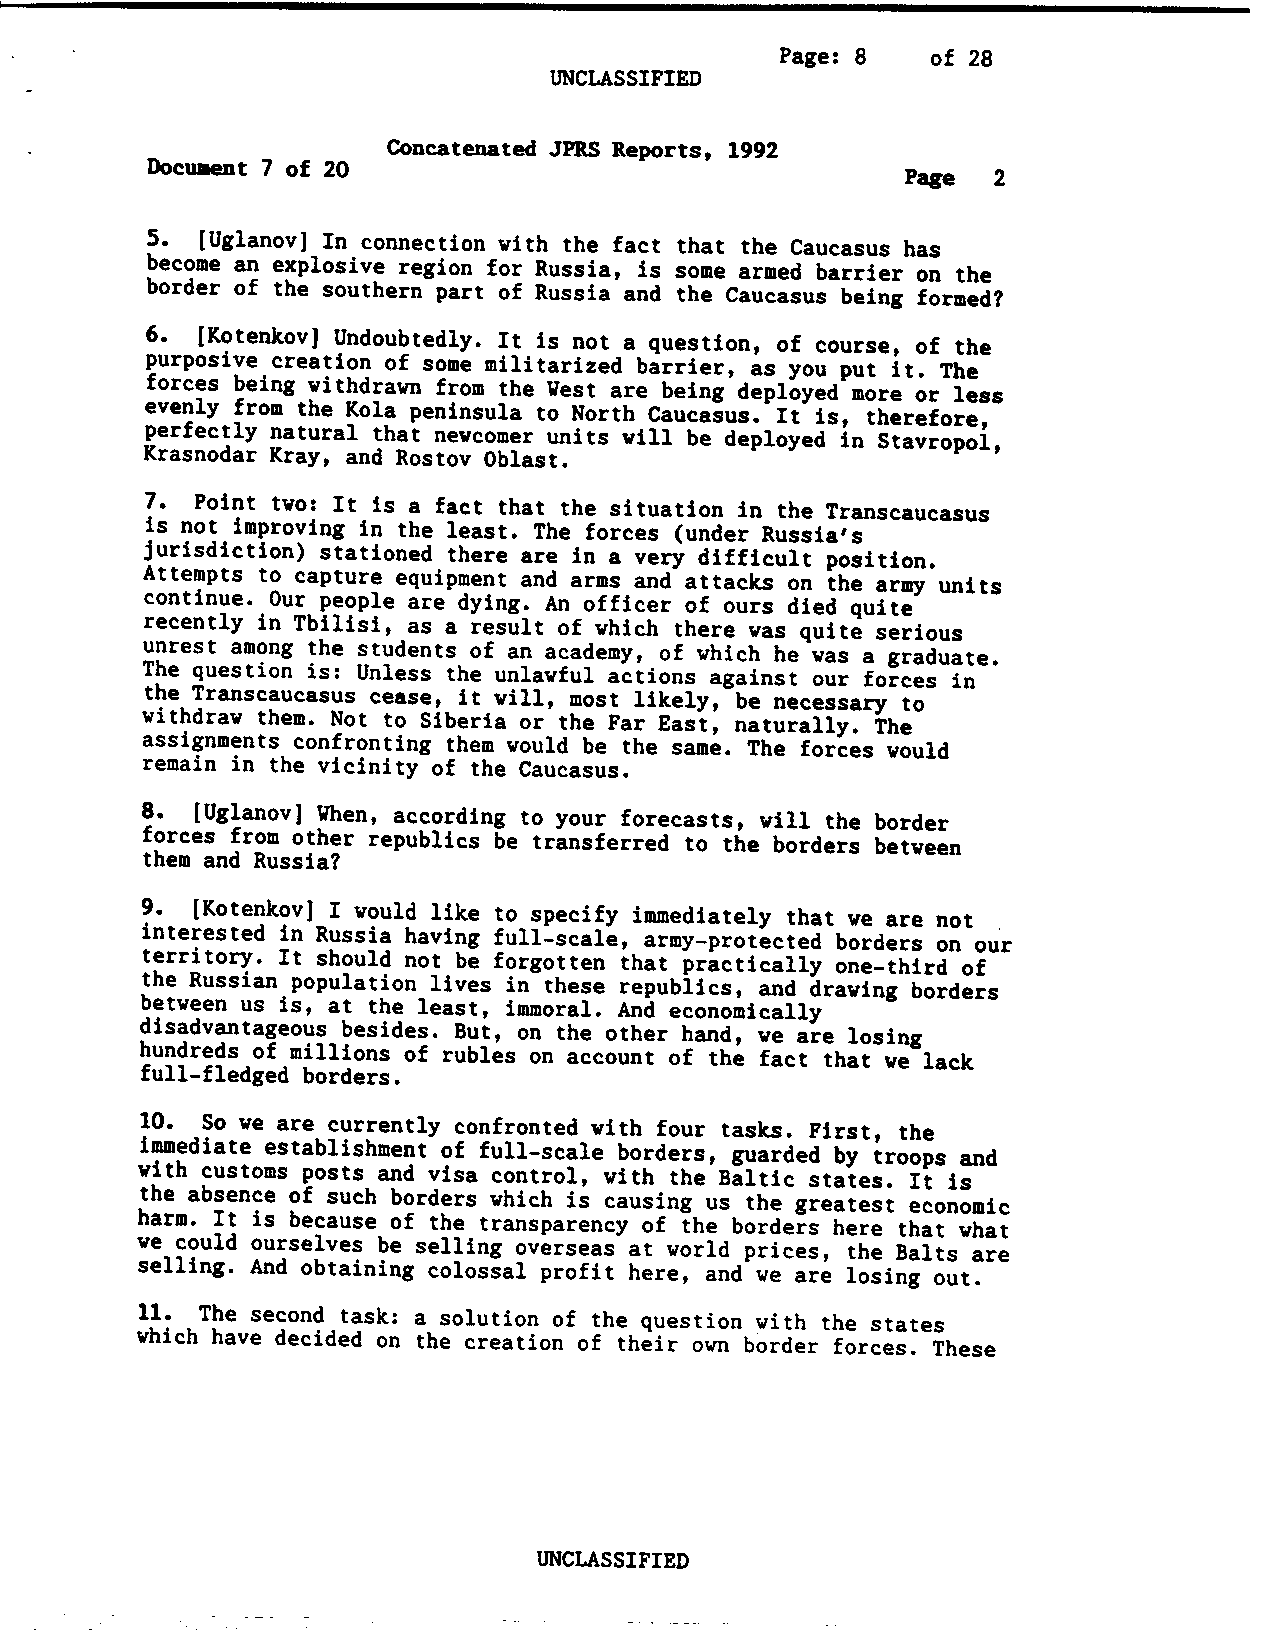 Page: 8 of 28
UNCLASSIFIED
Concatenated JPRS Reports, 1992
Document 7 of 20
Page 2
5. [Uglanov] In connection with the fact that the Caucasus has
become an explosive region for Russia, is some armed barrier on the
border of the southern part of Russia and the Caucasus being formed?
6. [Kotenkov] Undoubtedly. It is not a question, of course, of the
purposive creation of some militarized barrier, as you put it. The
forces being withdrawn from the West are being deployed more or less
evenly from the Kola peninsula to North Caucasus. It is, therefore,
perfectly natural that newcomer units will be deployed in Stavropol,
Krasnodar Kray, and Rostov Oblast.
7. Point two: It is a fact that the situation in the Transcaucasus
is not improving in the least. The forces (under Russia's
jurisdiction) stationed there are in a very difficult position.
Attempts to capture equipment and arms and attacks on the army units
continue. Our people are dying. An officer of ours died quite
recently in Tbilisi, as a result of which there was quite serious
unrest among the students of an academy, of which he was a graduate.
The question is: Unless the unlawful actions against our forces in
the Transcaucasus cease, it will, most likely, be necessary to
withdraw them. Not to Siberia or the Far East, naturally. The
assignments confronting them would be the same. The forces would
remain in the vicinity of the Caucasus.
8. [Uglanov] When, according to your forecasts, will the border
forces from other republics be transferred to the borders between
them and Russia?
9. [Kotenkov] I would like to specify immediately that we are not
interested in Russia having full-scale, army-protected borders on our
territory. It should not be forgotten that practically one-third of
the Russian population lives in these republics, and drawing borders
between us is, at the least, immoral. And economically
disadvantageous besides. But, on the other hand, we are losing
hundreds of millions of rubles on account of the fact that we lack
full-fledged borders.
10. So we are currently confronted with four tasks. First, the
immediate establishment of full-scale borders, guarded by troops and
with customs posts and visa control, with the Baltic states. It is
the absence of such borders which is causing us the greatest economic
harm. It is because of the transparency of the borders here that what
we could ourselves be selling overseas at world prices, the Balts are
selling. And obtaining colossal profit here, and we are losing out.
11. The second task: a solution of the question with the states
which have decided on the creation of their own border forces. These
UNCLASSIFIED